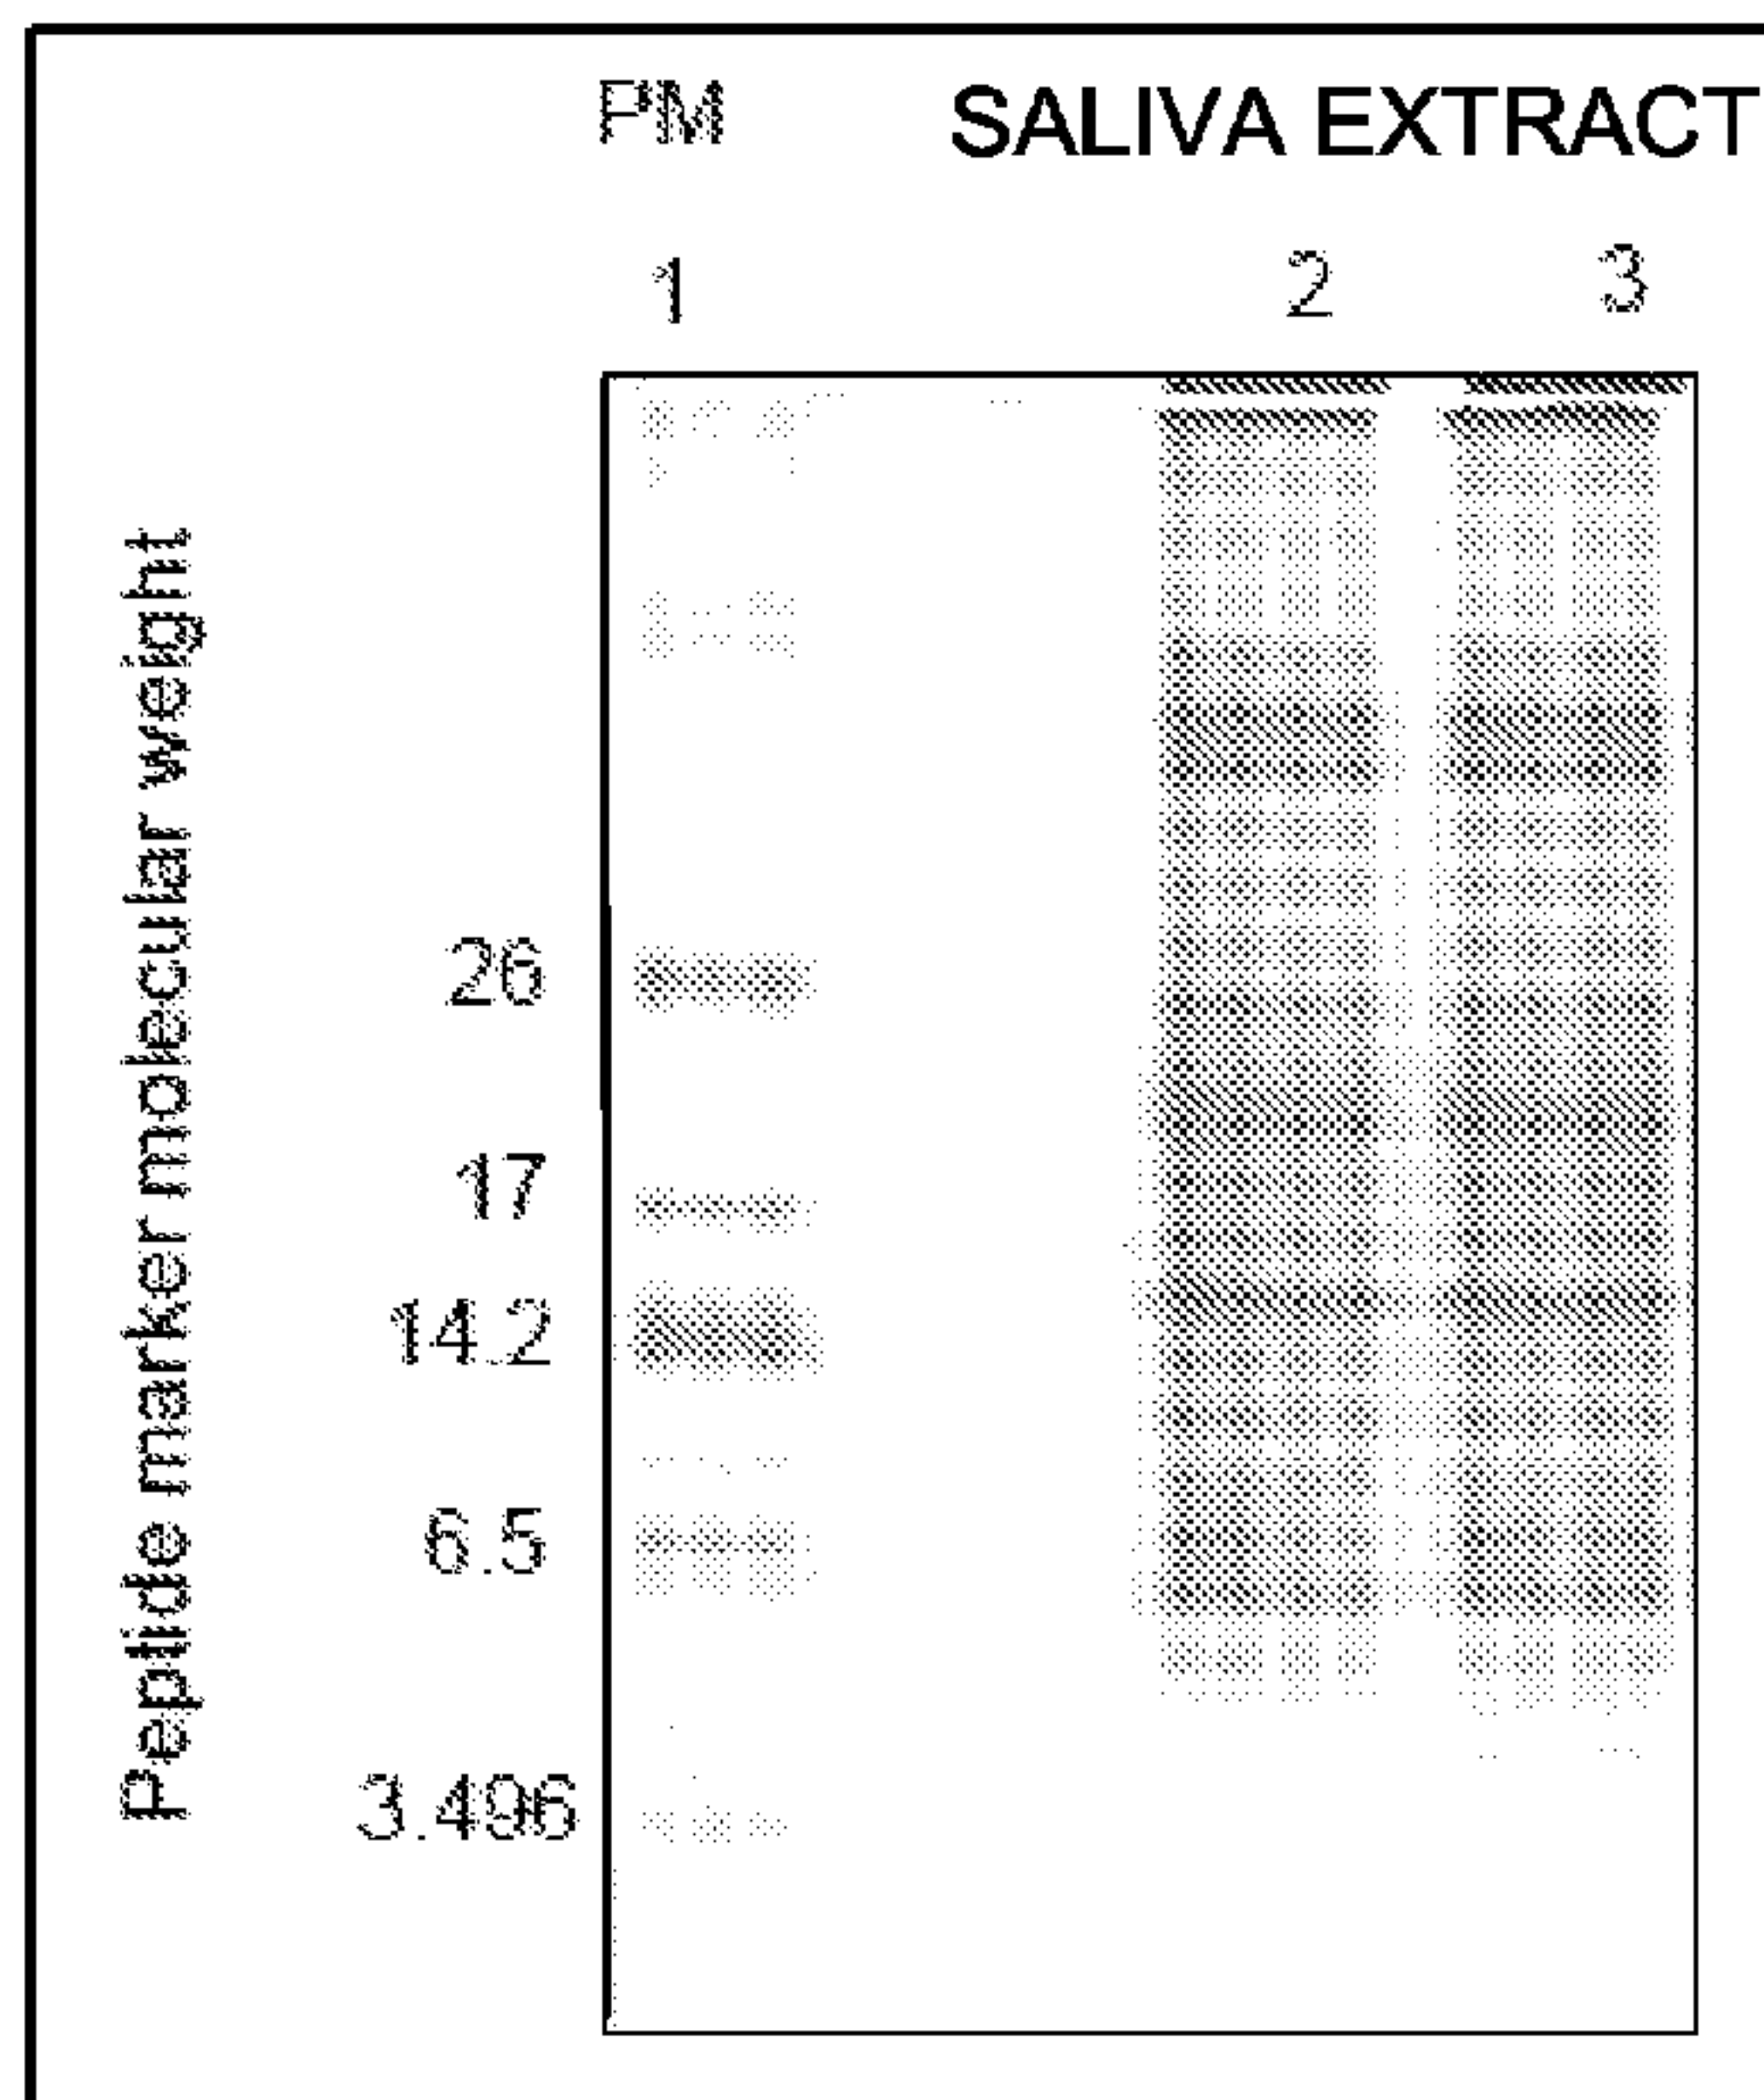 PM SALIVA EXTRACT
1 2 3
Peptide marker molecular weight
26
17
14.2
6.5
3.496